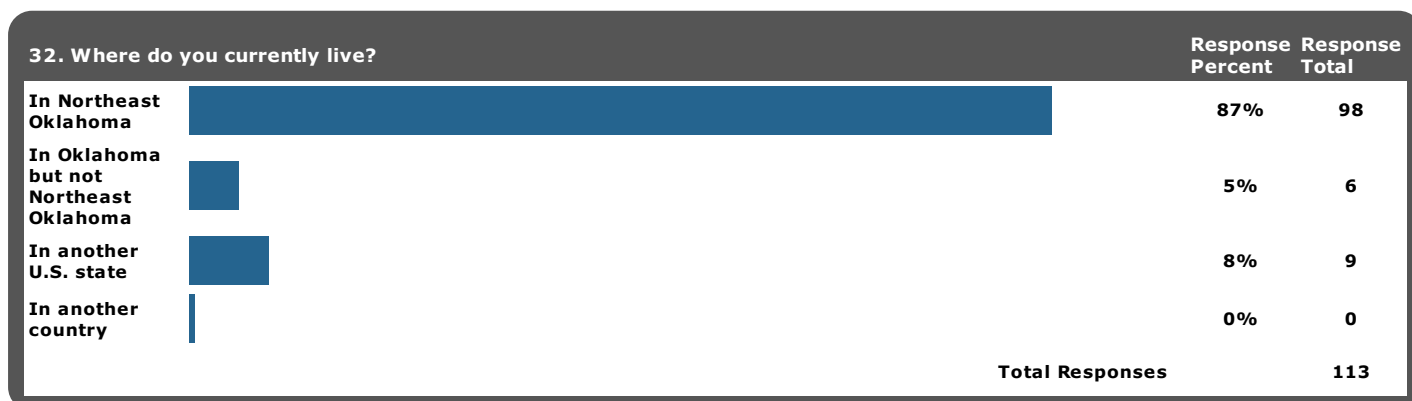 32. Where do you currently live?
Response Response
Percent Total
In Northeast
Oklahoma
87% 98
In Oklahoma
but not
Northeast
Oklahoma
5% 6
In another
U.S. state
8% 9
In another
country
0% 0
Total Responses 113